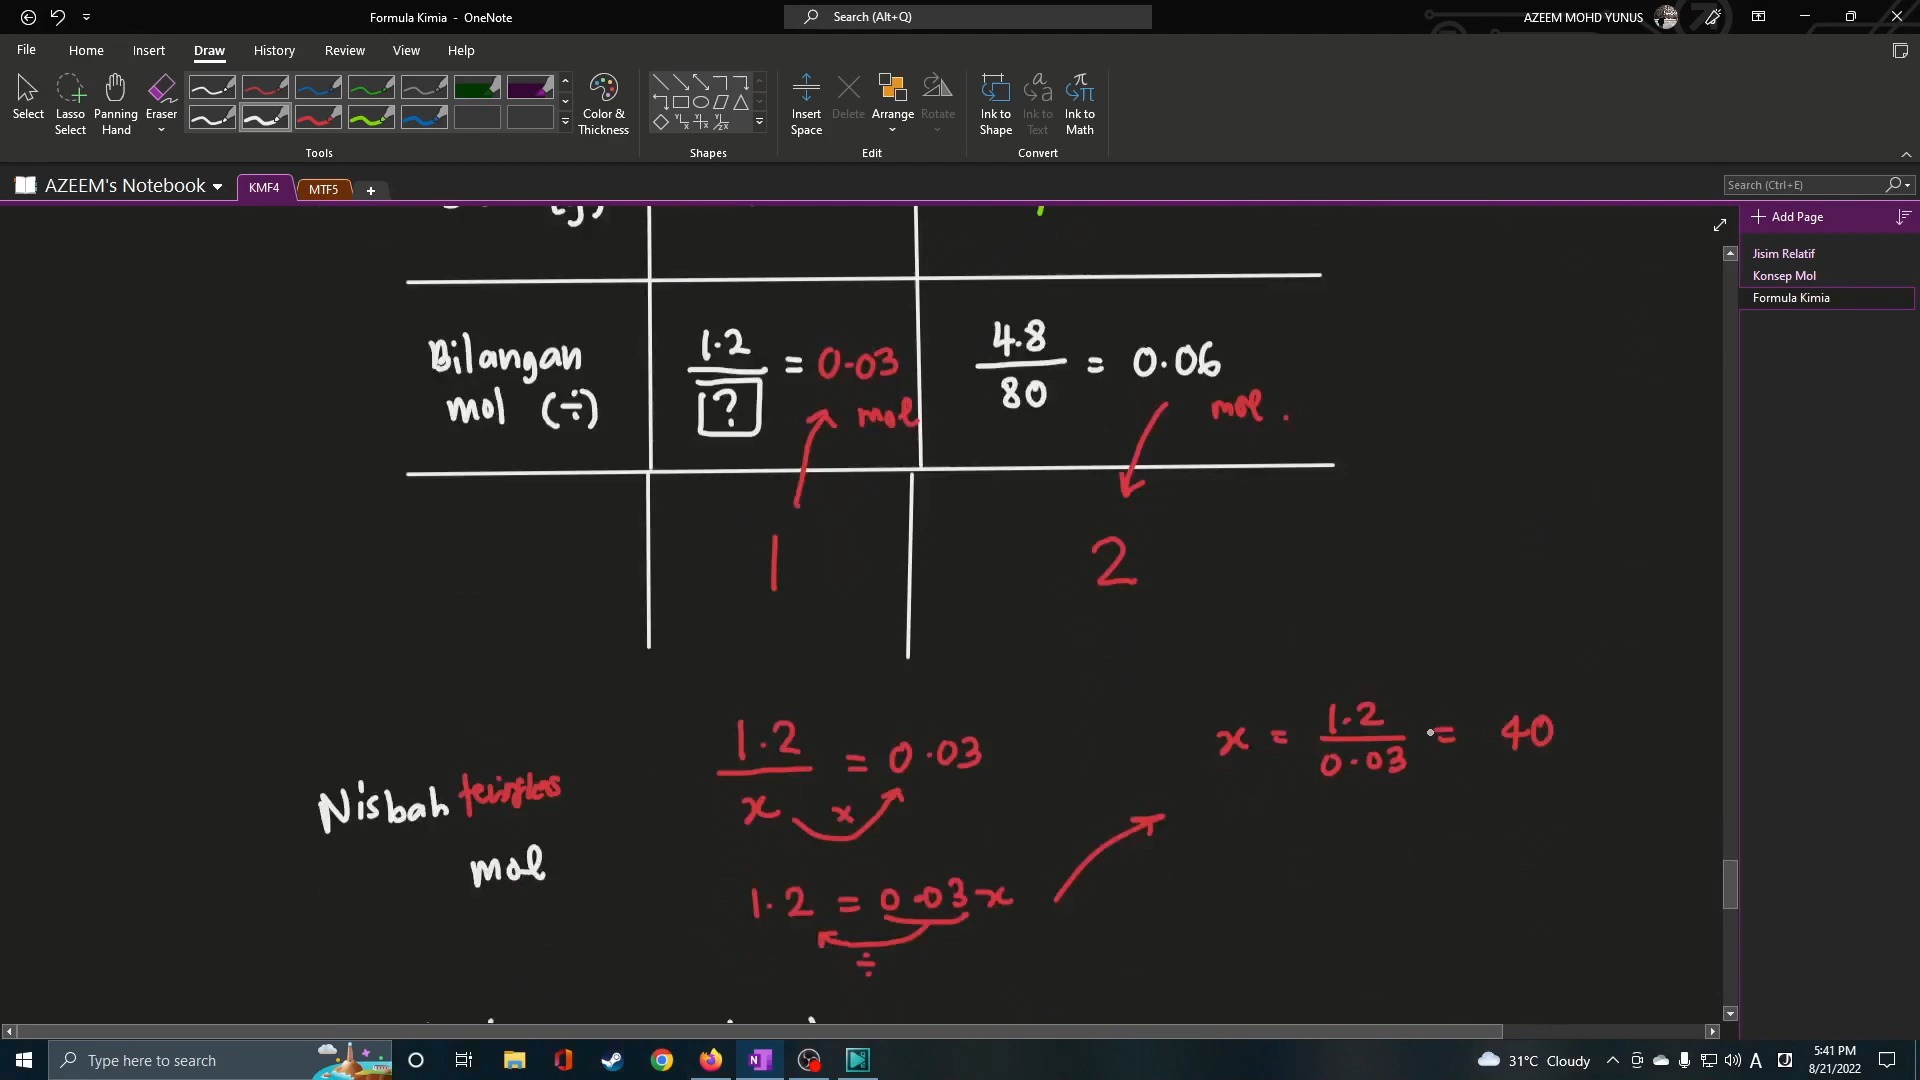 Formula Kimia - OneNote
Search (Alt+Q)
AZEEM MOHD YUNUS
File Home Insert Draw History Review View Help
Select
Lasso Select
Panning Hand
Eraser
Color & Thickness
Insert Space
Delete
Arrange
Rotate
Ink to Shape
Ink to Text
Ink to Math
Tools
Shapes
Edit
Convert
AZEEM's Notebook
KMF4
MTF5
Search (Ctrl+E)
Add Page
Jisim Relatif
Konsep Mol
Formula Kimia
Bilangan mol (÷)
1.2 / ? = 0.03 mol
4.8 / 80 = 0.06 mol.
1
2
Nisbah
mol
1.2 / x = 0.03
x
1.2 = 0.03x
÷
x = 1.2 / 0.03 = 40
Type here to search
31°C Cloudy
5:41 PM
8/21/2022